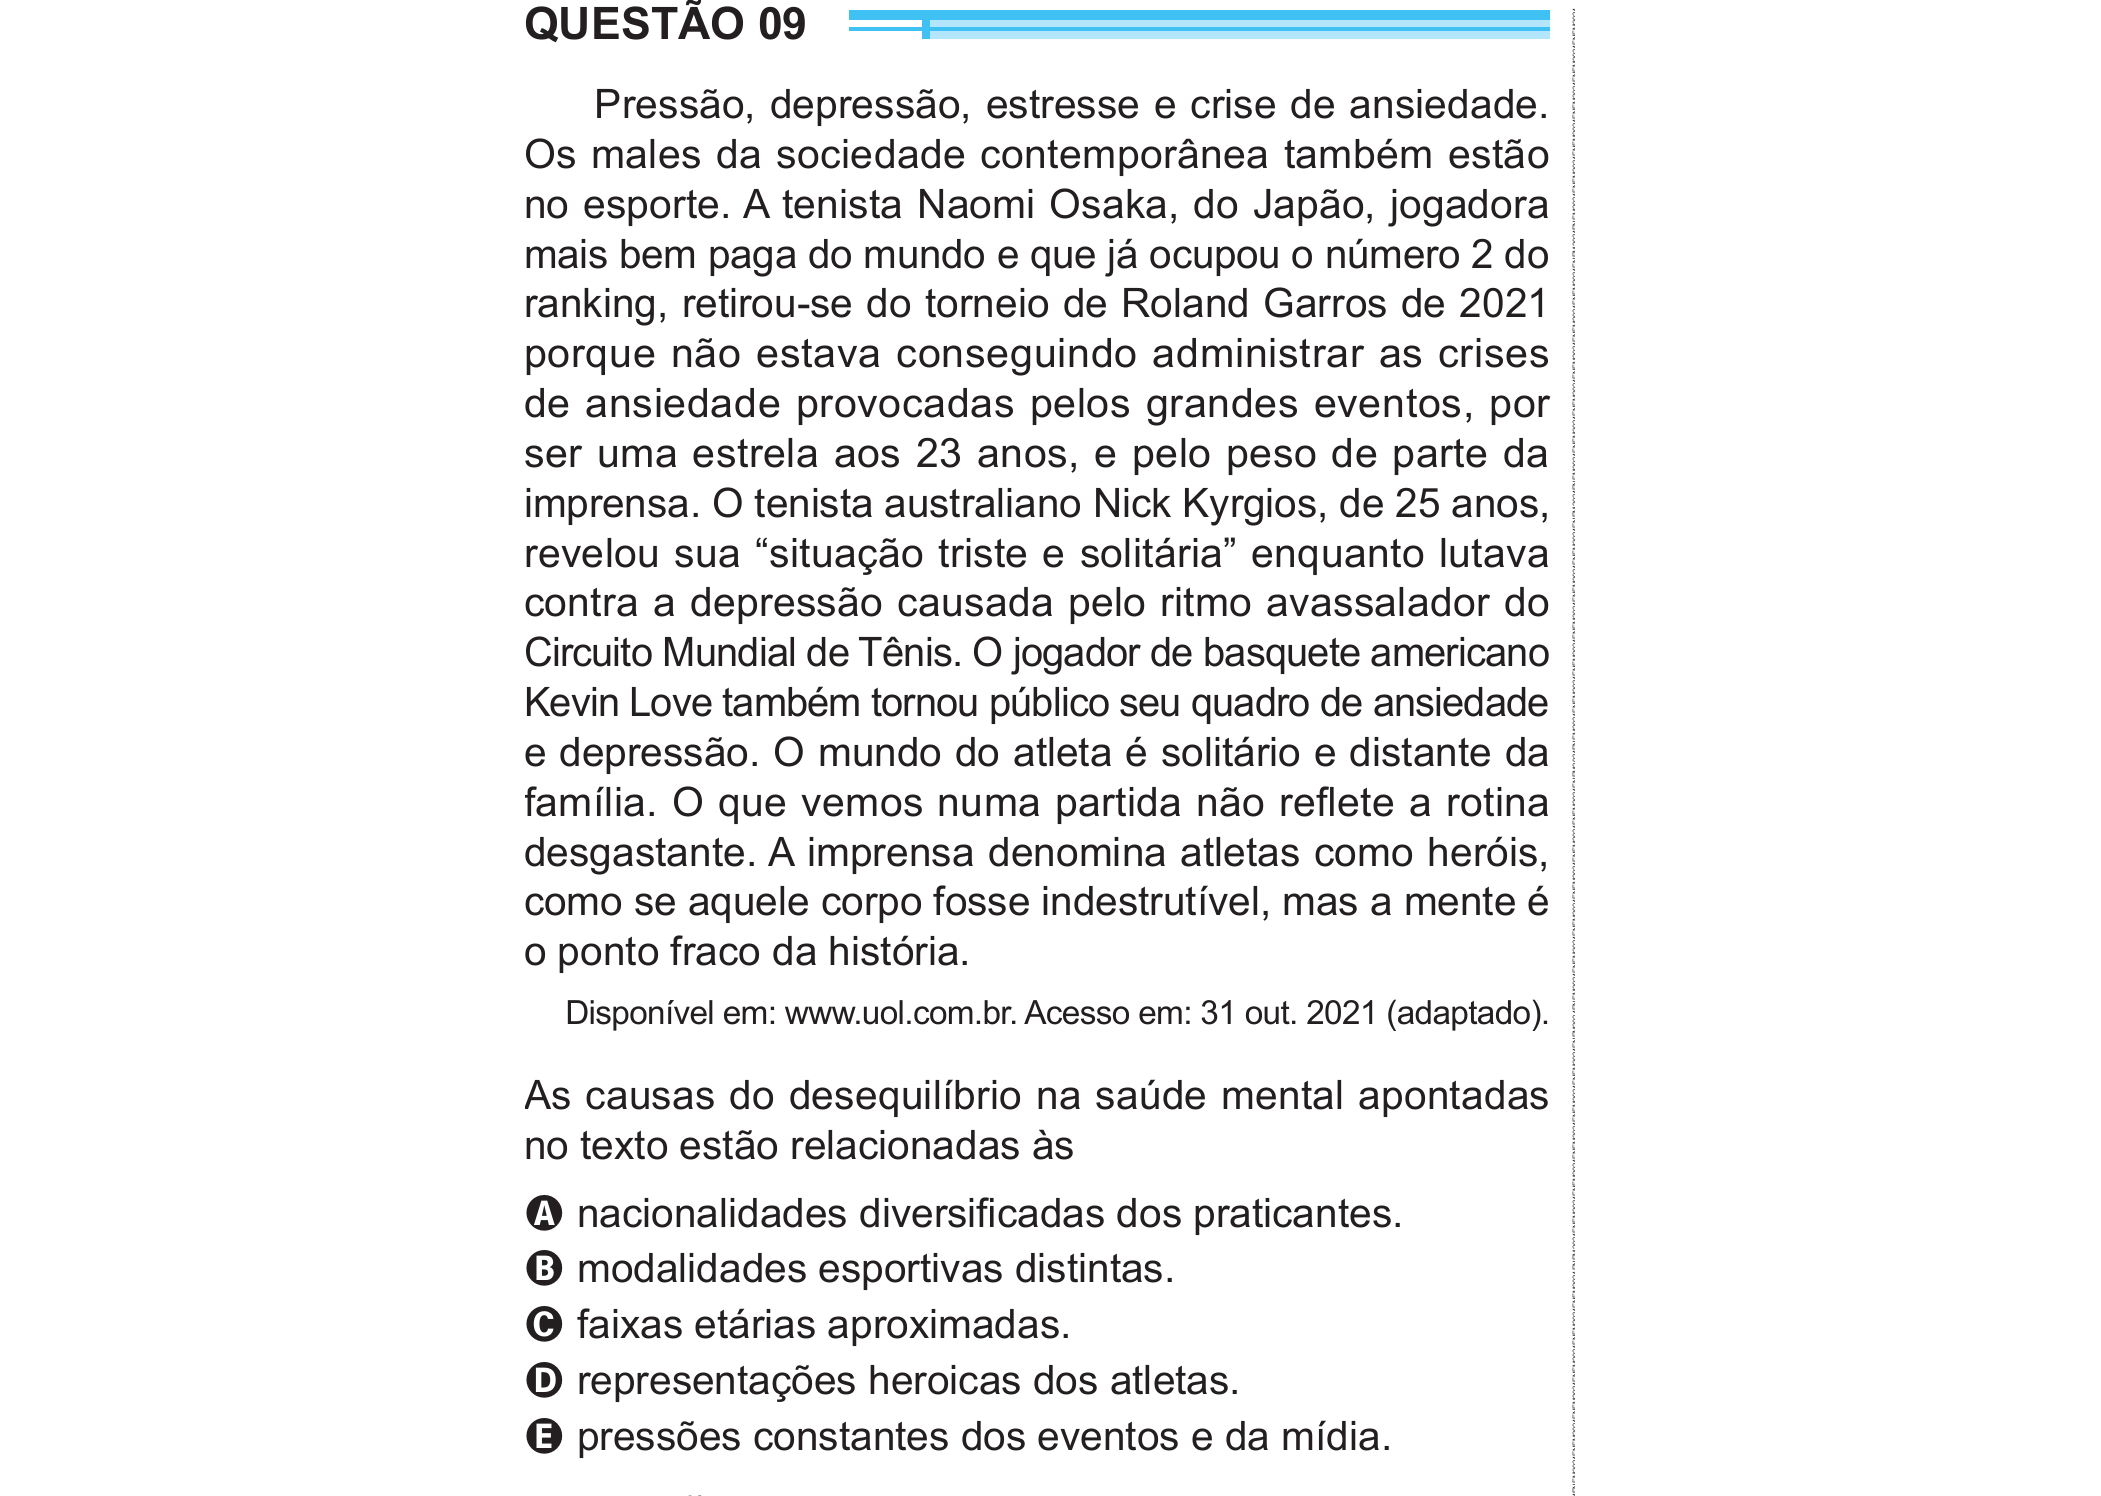 QUESTÃO 09
Pressão, depressão, estresse e crise de ansiedade.
Os males da sociedade contemporânea também estão
no esporte. A tenista Naomi Osaka, do Japão, jogadora
mais bem paga do mundo e que já ocupou o número 2 do
ranking, retirou-se do torneio de Roland Garros de 2021
porque não estava conseguindo administrar as crises
de ansiedade provocadas pelos grandes eventos, por
ser uma estrela aos 23 anos, e pelo peso de parte da
imprensa. O tenista australiano Nick Kyrgios, de 25 anos,
revelou sua “situação triste e solitária” enquanto lutava
contra a depressão causada pelo ritmo avassalador do
Circuito Mundial de Tênis. O jogador de basquete americano
Kevin Love também tornou público seu quadro de ansiedade
e depressão. O mundo do atleta é solitário e distante da
família. O que vemos numa partida não reflete a rotina
desgastante. A imprensa denomina atletas como heróis,
como se aquele corpo fosse indestrutível, mas a mente é
o ponto fraco da história.
Disponível em: www.uol.com.br. Acesso em: 31 out. 2021 (adaptado).
As causas do desequilíbrio na saúde mental apontadas
no texto estão relacionadas às
A nacionalidades diversificadas dos praticantes.
B modalidades esportivas distintas.
C faixas etárias aproximadas.
D representações heroicas dos atletas.
E pressões constantes dos eventos e da mídia.